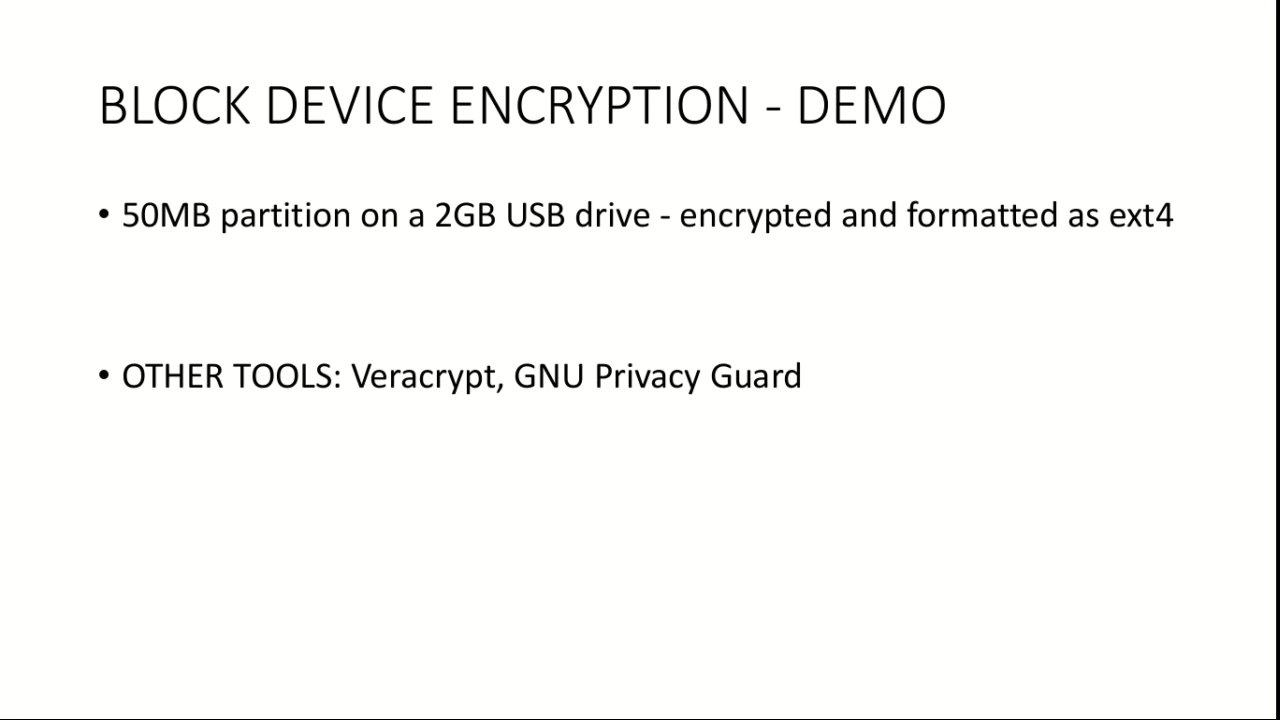 BLOCK DEVICE ENCRYPTION - DEMO
• 50MB partition on a 2GB USB drive - encrypted and formatted as ext4
• OTHER TOOLS: Veracrypt, GNU Privacy Guard